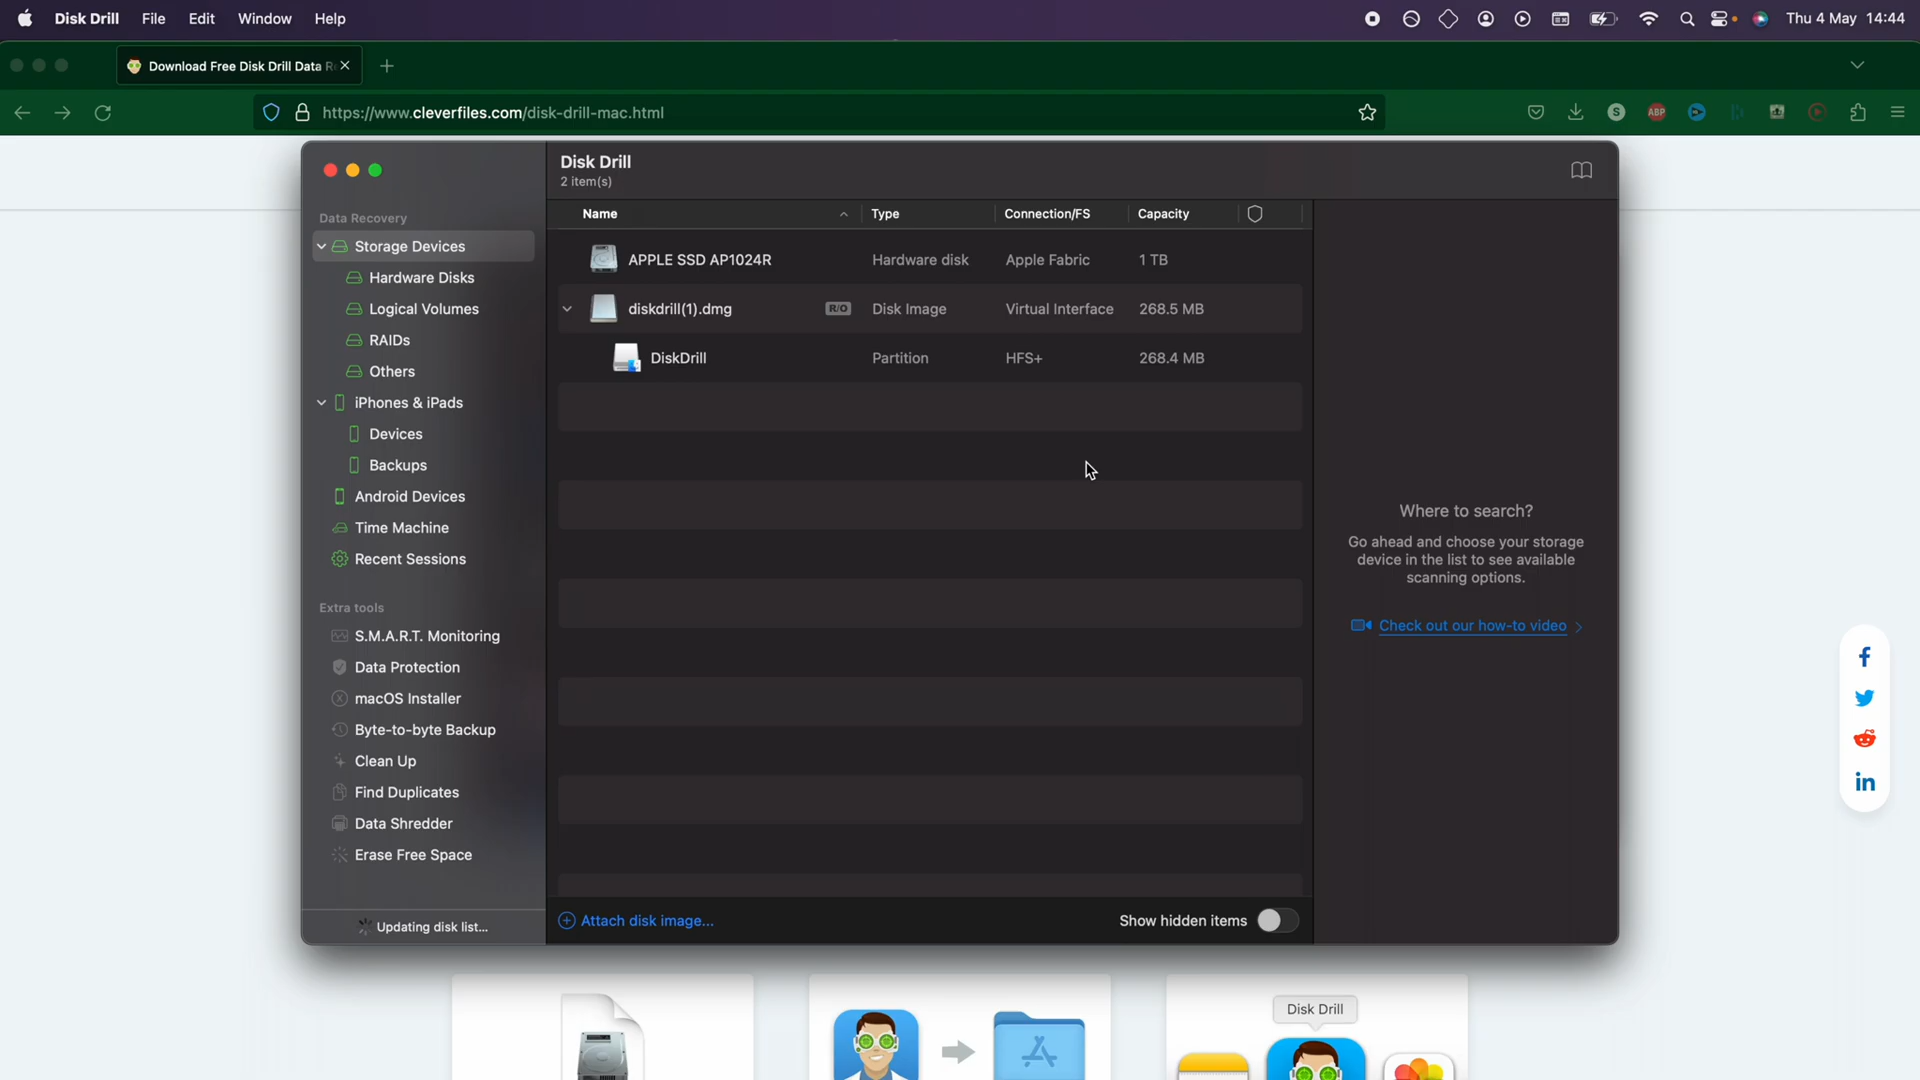 Disk Drill File Edit Window Help Thu 4 May 14:44
Download Free Disk Drill Data R
https://www.cleverfiles.com/disk-drill-mac.html
S ABP
Disk Drill
2 item(s)
Data Recovery
Storage Devices
Hardware Disks
Logical Volumes
RAIDs
Others
iPhones & iPads
Devices
Backups
Android Devices
Time Machine
Recent Sessions
Extra tools
S.M.A.R.T. Monitoring
Data Protection
macOS Installer
Byte-to-byte Backup
Clean Up
Find Duplicates
Data Shredder
Erase Free Space
Updating disk list...
Name Type Connection/FS Capacity
APPLE SSD AP1024R Hardware disk Apple Fabric 1 TB
diskdrill(1).dmg R/O Disk Image Virtual Interface 268.5 MB
DiskDrill Partition HFS+ 268.4 MB
Attach disk image...
Show hidden items
Where to search?
Go ahead and choose your storage
device in the list to see available
scanning options.
Check out our how-to video
Disk Drill